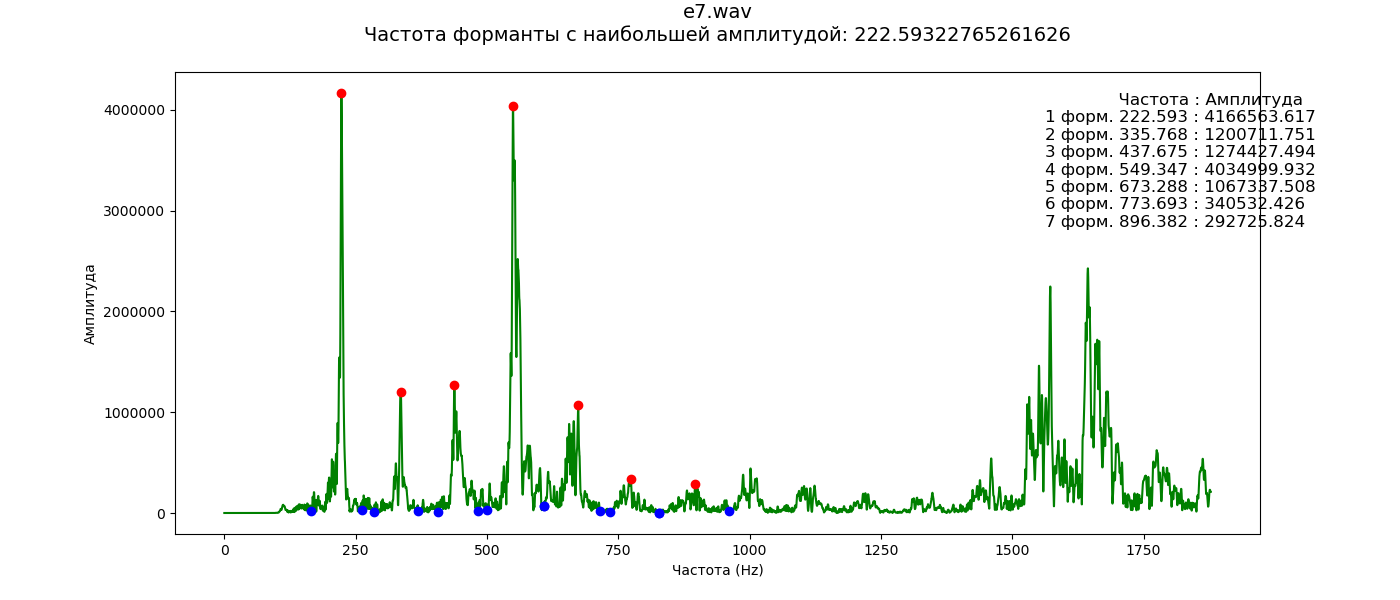 e7.wav
Частота форманты с наибольшей амплитудой: 222.59322765261626
Частота : Амплитуда
1 форм. 222.593 : 4166563.617
2 форм. 335.768 : 1200711.751
3 форм. 437.675 : 1274427.494
4 форм. 549.347 : 4034999.932
5 форм. 673.288 : 1067337.508
6 форм. 773.693 : 340532.426
7 форм. 896.382 : 292725.824
4000000
3000000
2000000
1000000
0
Амплитуда
0 250 500 750 1000 1250 1500 1750
Частота (Hz)